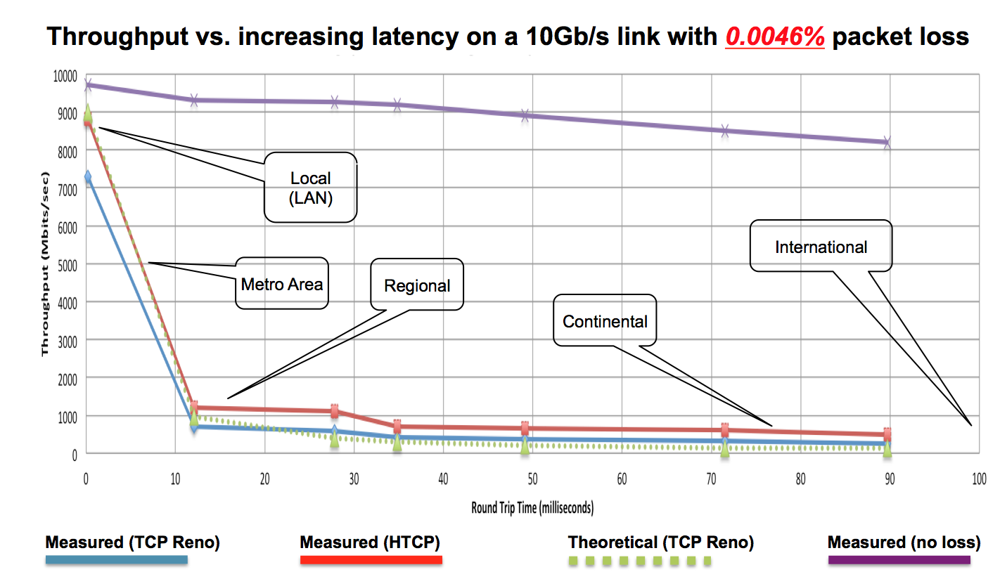 Throughput vs. increasing latency on a 10Gb/s link with 0.0046% packet loss
Throughput (Mbits/sec)
10000
9000
8000
7000
6000
5000
4000
3000
2000
1000
0
Local
(LAN)
Metro Area
Regional
Continental
International
0 10 20 30 40 50 60 70 80 90 100
Round Trip Time (milliseconds)
Measured (TCP Reno) Measured (HTCP) Theoretical (TCP Reno) Measured (no loss)